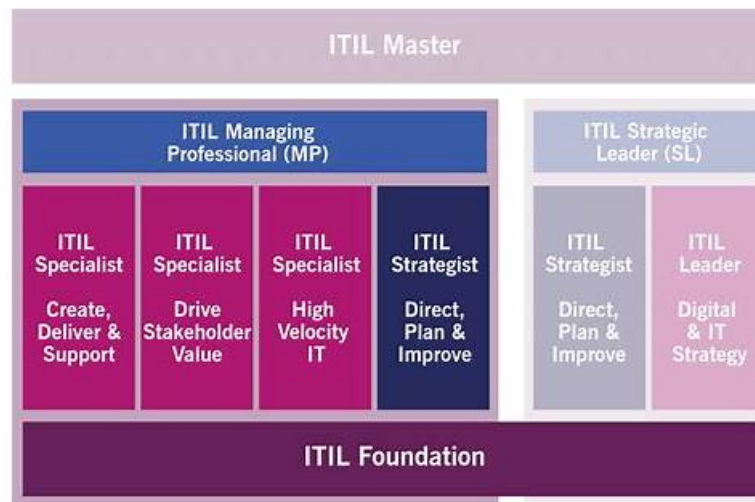 ITIL Master
ITIL Managing
Professional (MP)
ITIL Specialist
Create,
Deliver &
Support
ITIL Specialist
Drive
Stakeholder
Value
ITIL Specialist
High
Velocity
IT
ITIL
Strategist
Direct,
Plan &
Improve
ITIL Strategic
Leader (SL)
ITIL
Strategist
Direct,
Plan &
Improve
ITIL
Leader
Digital
& IT
Strategy
ITIL Foundation